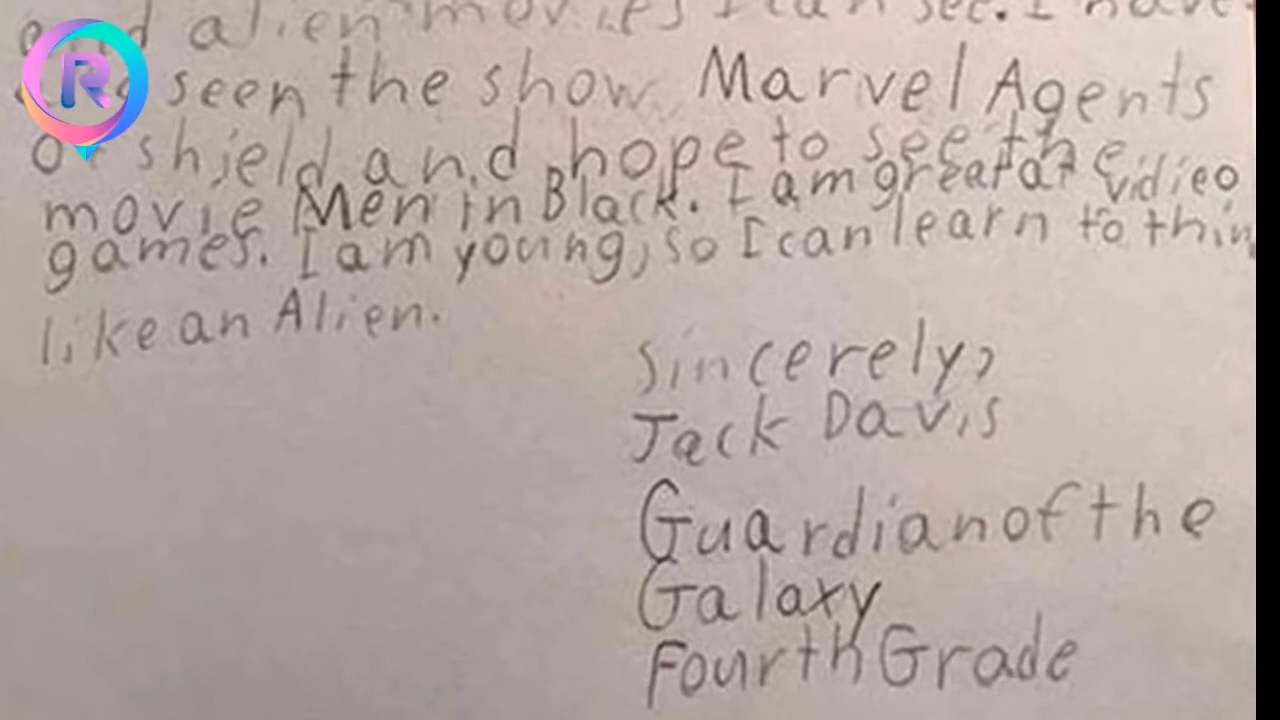 and alien movies I can see. I have
seen the show Marvel Agents
of shield and hope to see the
movie Men in Black. I am great at vidieo
games. I am young, so I can learn to thin
like an Alien.
Sincerely,
Jack Davis
Guardian of the
Galaxy
Fourth Grade
R